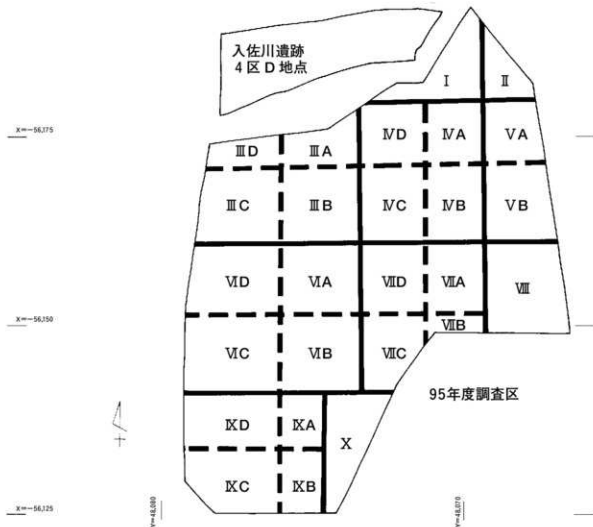 入佐川遺跡
4区D地点
Ⅰ Ⅱ
X=-56,175
ⅢD ⅢA ⅣD ⅣA ⅤA
ⅢC ⅢB ⅣC ⅣB ⅤB
ⅥD ⅥA ⅦD ⅦA Ⅷ
X=-56,150
ⅥC ⅥB ⅦC ⅦB
95年度調査区
ⅨD ⅨA Ⅹ
ⅨC ⅨB
X=-56,125
Y=48,080
Y=48,070